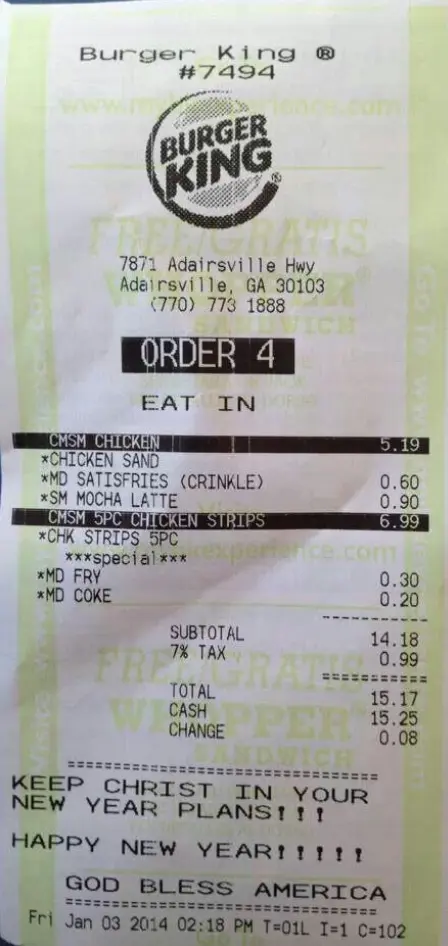 Burger King ®
#7494
BURGER
KING®
7871 Adairsville Hwy
Adairsville, GA 30103
(770) 773 1888
ORDER 4
EAT IN
CMSM CHICKEN 5.19
*CHICKEN SAND
*MD SATISFRIES (CRINKLE) 0.60
*SM MOCHA LATTE 0.90
CMSM 5PC CHICKEN STRIPS 6.99
*CHK STRIPS 5PC
***special***
*MD FRY 0.30
*MD COKE 0.20
SUBTOTAL 14.18
7% TAX 0.99
TOTAL 15.17
CASH 15.25
CHANGE 0.08
KEEP CHRIST IN YOUR
NEW YEAR PLANS!!!
HAPPY NEW YEAR!!!!!
GOD BLESS AMERICA
Fri Jan 03 2014 02:18 PM T=01L I=1 C=102
FREE/GRATIS
WHOPPER®
SANDWICH